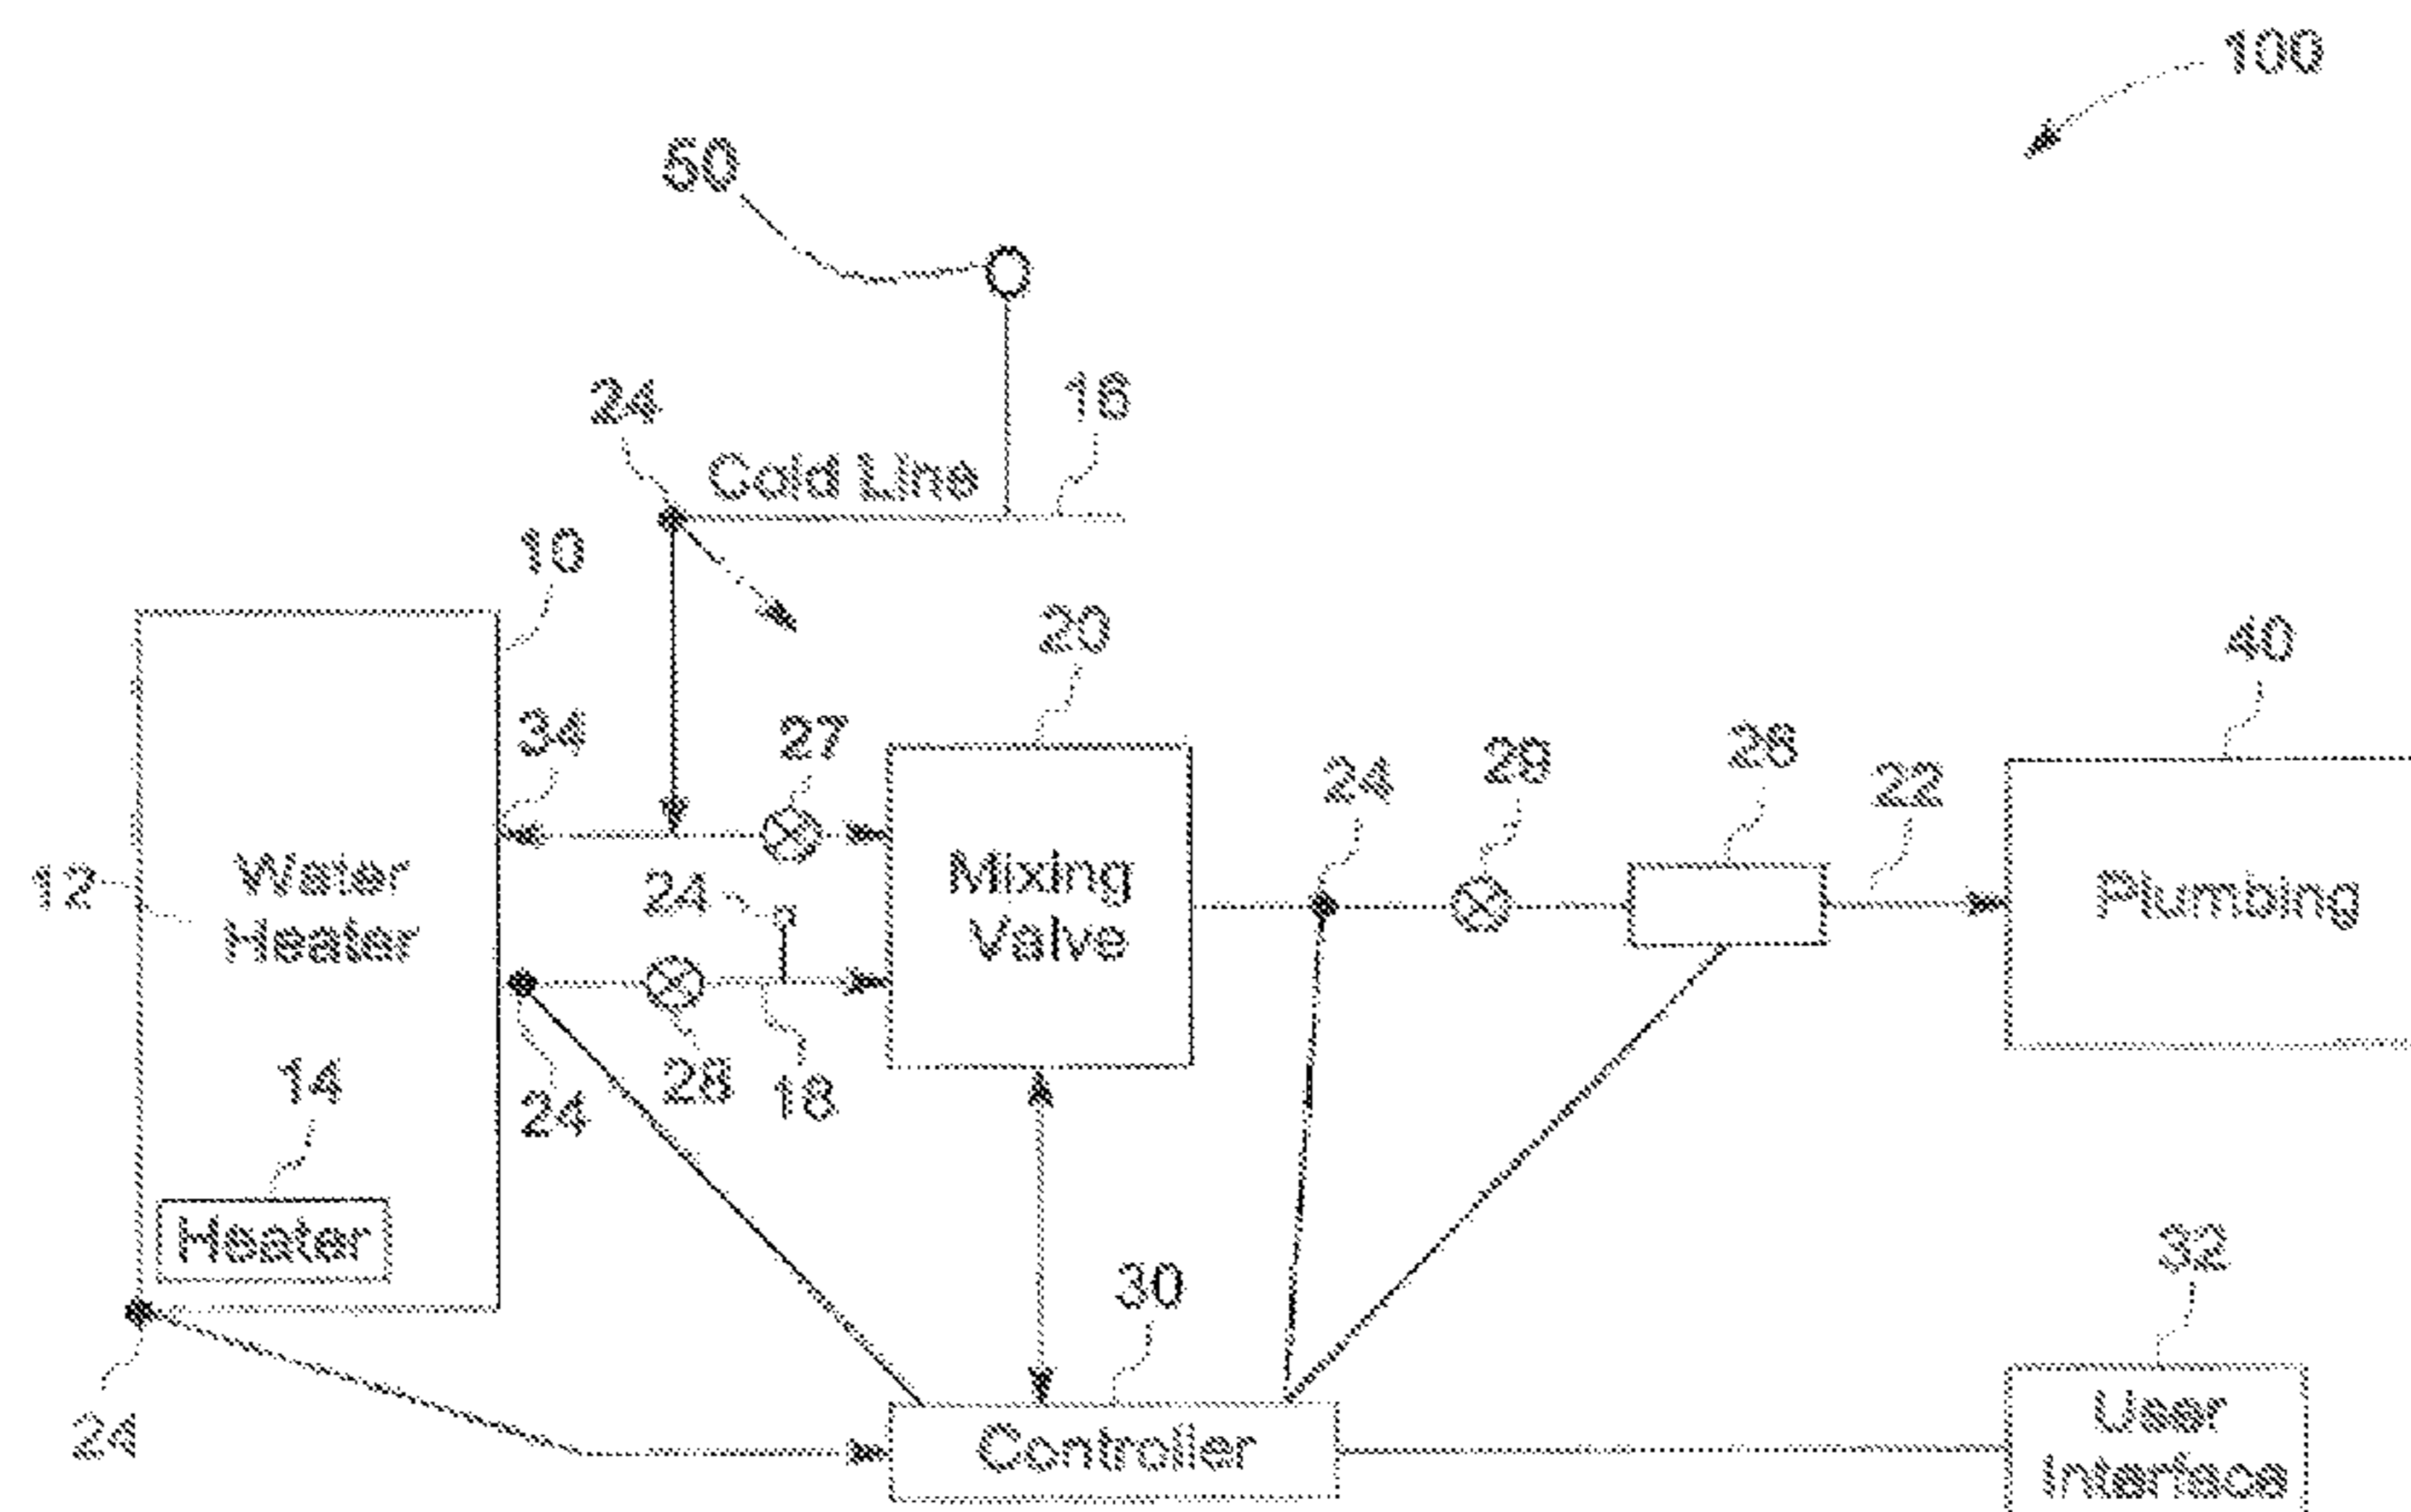 100
50
24
16
Cold Line
10
20
40
34
27
24
29
26
22
12
Water
Heater
24
Mixing
Valve
Plumbing
14
24
28
18
Heater
30
32
24
Controller
User
Interface